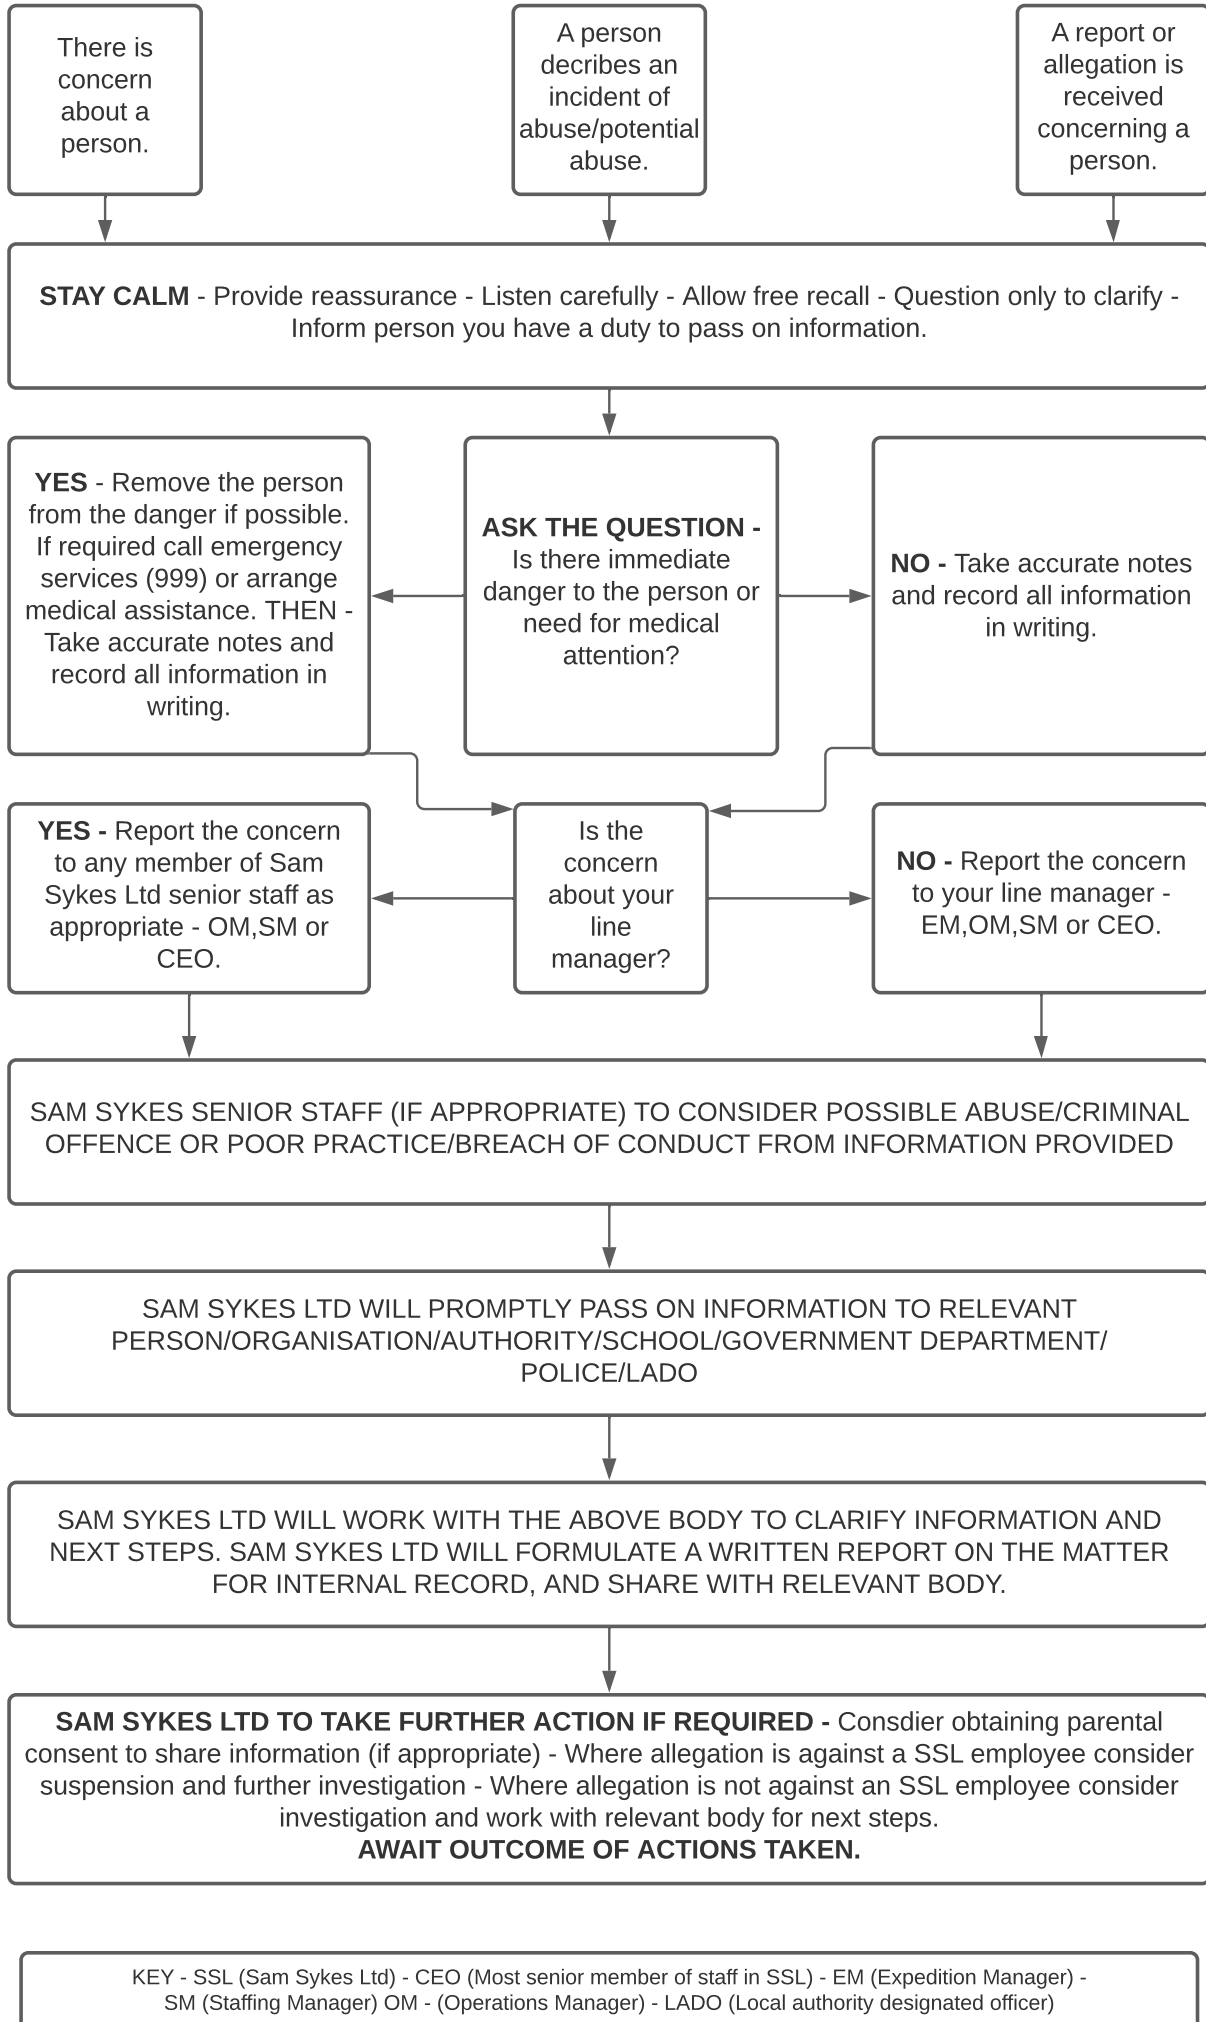 There is
concern
about a
person.
A person
decribes an
incident of
abuse/potential
abuse.
A report or
allegation is
received
concerning a
person.
STAY CALM - Provide reassurance - Listen carefully - Allow free recall - Question only to clarify -
Inform person you have a duty to pass on information.
YES - Remove the person
from the danger if possible.
If required call emergency
services (999) or arrange
medical assistance. THEN -
Take accurate notes and
record all information in
writing.
ASK THE QUESTION -
Is there immediate
danger to the person or
need for medical
attention?
NO - Take accurate notes
and record all information
in writing.
YES - Report the concern
to any member of Sam
Sykes Ltd senior staff as
appropriate - OM,SM or
CEO.
Is the
concern
about your
line
manager?
NO - Report the concern
to your line manager -
EM,OM,SM or CEO.
SAM SYKES SENIOR STAFF (IF APPROPRIATE) TO CONSIDER POSSIBLE ABUSE/CRIMINAL
OFFENCE OR POOR PRACTICE/BREACH OF CONDUCT FROM INFORMATION PROVIDED
SAM SYKES LTD WILL PROMPTLY PASS ON INFORMATION TO RELEVANT
PERSON/ORGANISATION/AUTHORITY/SCHOOL/GOVERNMENT DEPARTMENT/
POLICE/LADO
SAM SYKES LTD WILL WORK WITH THE ABOVE BODY TO CLARIFY INFORMATION AND
NEXT STEPS. SAM SYKES LTD WILL FORMULATE A WRITTEN REPORT ON THE MATTER
FOR INTERNAL RECORD, AND SHARE WITH RELEVANT BODY.
SAM SYKES LTD TO TAKE FURTHER ACTION IF REQUIRED - Consdier obtaining parental
consent to share information (if appropriate) - Where allegation is against a SSL employee consider
suspension and further investigation - Where allegation is not against an SSL employee consider
investigation and work with relevant body for next steps.
AWAIT OUTCOME OF ACTIONS TAKEN.
KEY - SSL (Sam Sykes Ltd) - CEO (Most senior member of staff in SSL) - EM (Expedition Manager) -
SM (Staffing Manager) OM - (Operations Manager) - LADO (Local authority designated officer)